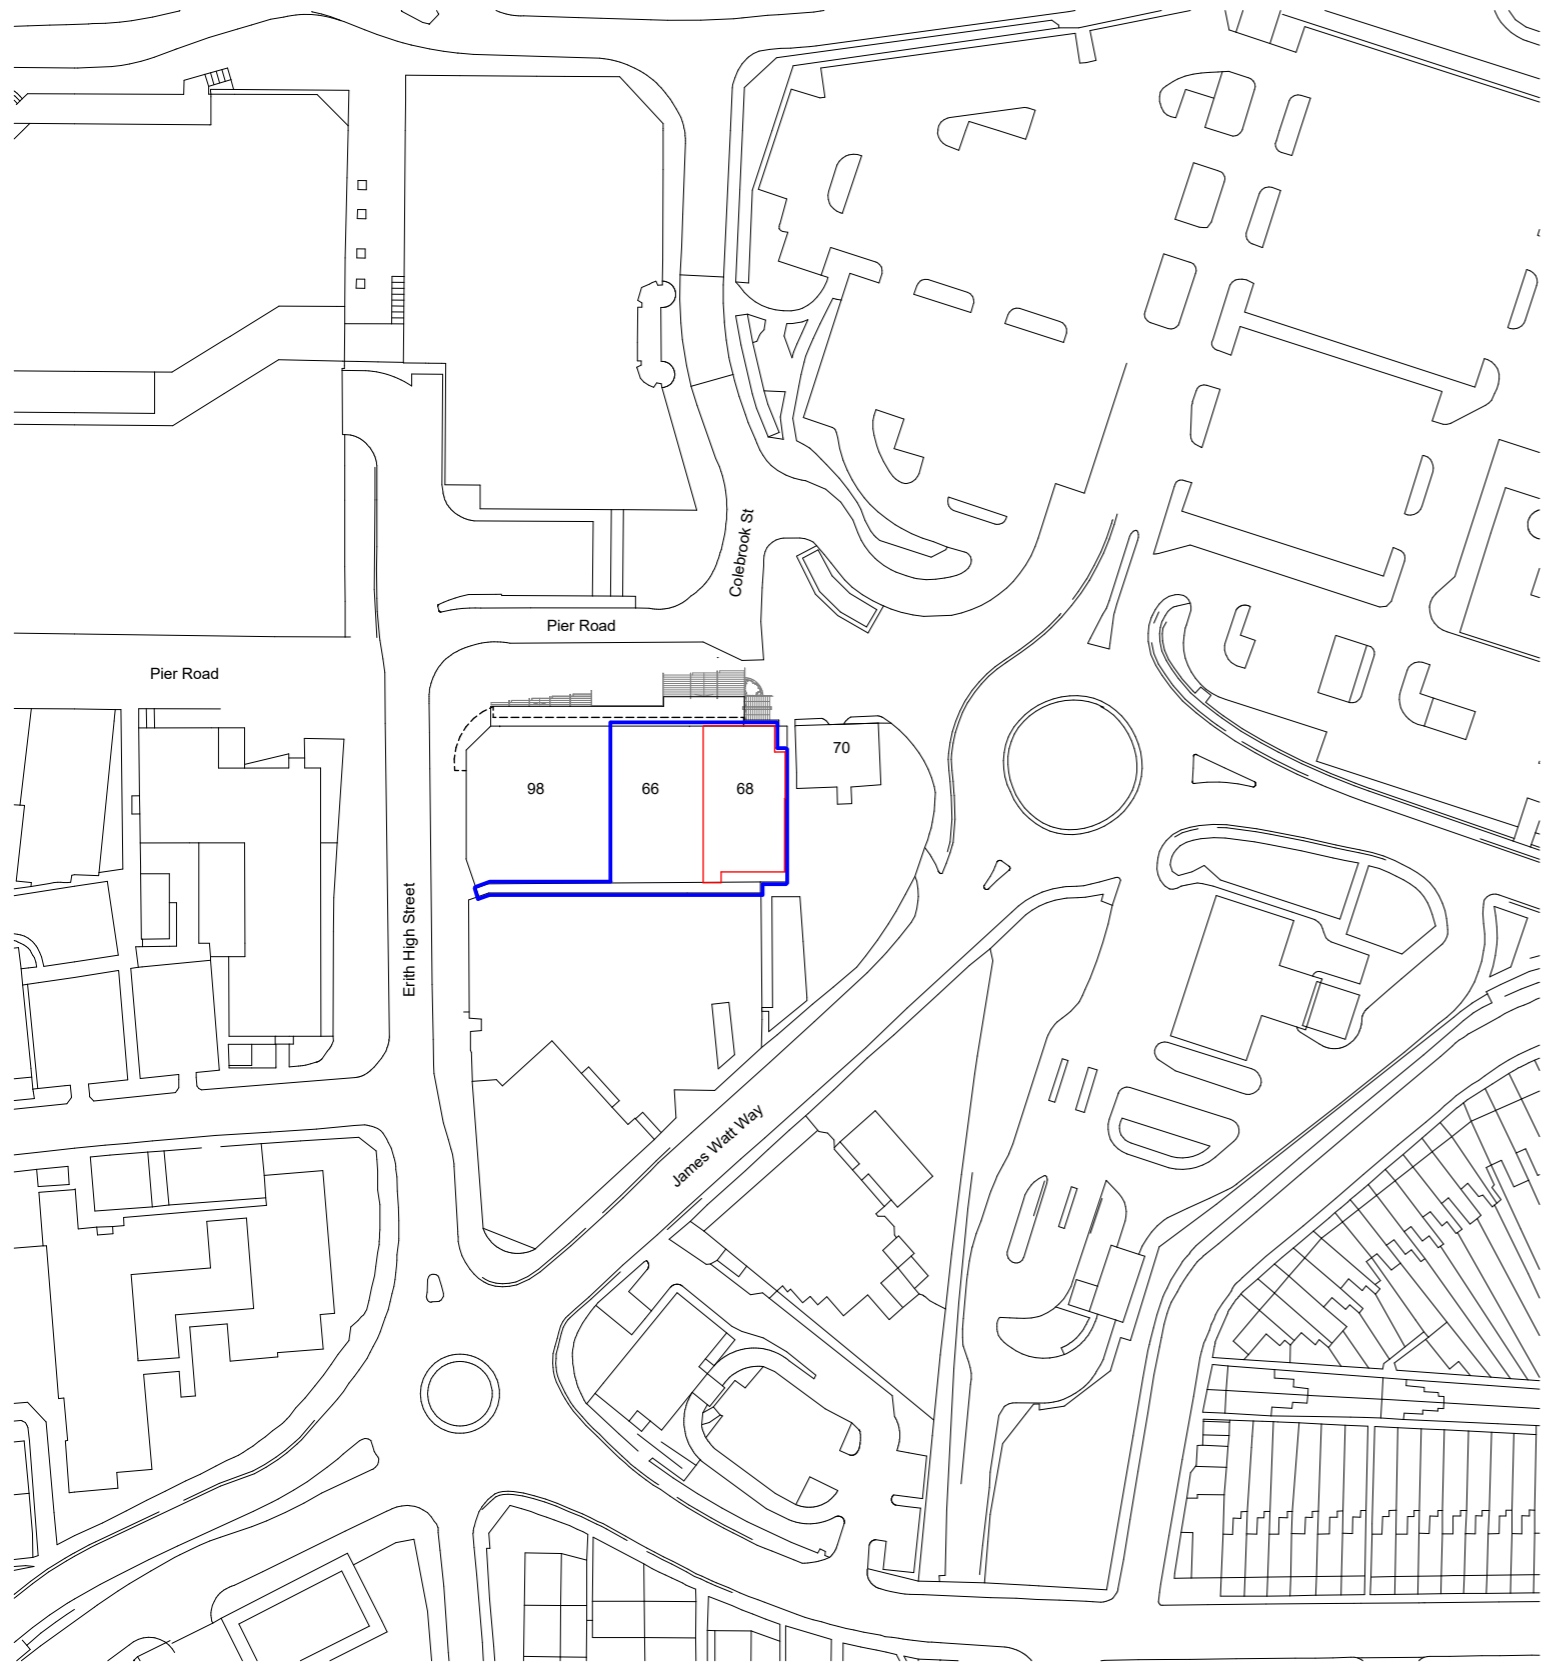 Colebrook St
Pier Road
Pier Road
70
98
66
68
Erith High Street
James Watt Way